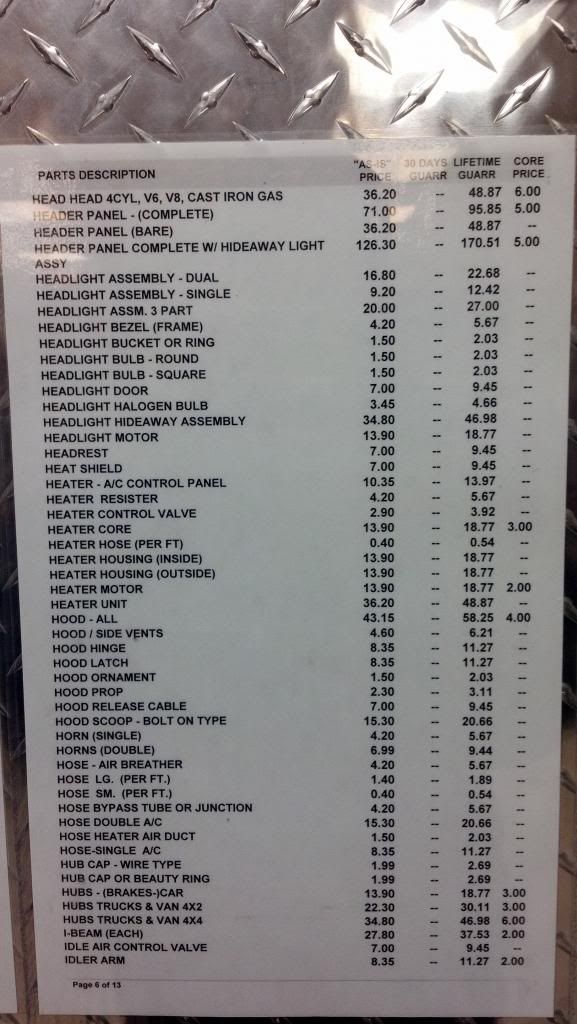 "AS-IS" 30 DAYS LIFETIME CORE
PARTS DESCRIPTION PRICE GUARR GUARR PRICE
HEAD HEAD 4CYL, V6, V8, CAST IRON GAS 36.20 -- 48.87 6.00
HEADER PANEL - (COMPLETE) 71.00 -- 95.85 5.00
HEADER PANEL (BARE) 36.20 -- 48.87 --
HEADER PANEL COMPLETE W/ HIDEAWAY LIGHT 126.30 -- 170.51 5.00
ASSY
HEADLIGHT ASSEMBLY - DUAL 16.80 -- 22.68 --
HEADLIGHT ASSEMBLY - SINGLE 9.20 -- 12.42 --
HEADLIGHT ASSM. 3 PART 20.00 -- 27.00 --
HEADLIGHT BEZEL (FRAME) 4.20 -- 5.67 --
HEADLIGHT BUCKET OR RING 1.50 -- 2.03 --
HEADLIGHT BULB - ROUND 1.50 -- 2.03 --
HEADLIGHT BULB - SQUARE 1.50 -- 2.03 --
HEADLIGHT DOOR 7.00 -- 9.45 --
HEADLIGHT HALOGEN BULB 3.45 -- 4.66 --
HEADLIGHT HIDEAWAY ASSEMBLY 34.80 -- 46.98 --
HEADLIGHT MOTOR 13.90 -- 18.77 --
HEADREST 7.00 -- 9.45 --
HEAT SHIELD 7.00 -- 9.45 --
HEATER - A/C CONTROL PANEL 10.35 -- 13.97 --
HEATER RESISTER 4.20 -- 5.67 --
HEATER CONTROL VALVE 2.90 -- 3.92 --
HEATER CORE 13.90 -- 18.77 3.00
HEATER HOSE (PER FT) 0.40 -- 0.54 --
HEATER HOUSING (INSIDE) 13.90 -- 18.77 --
HEATER HOUSING (OUTSIDE) 13.90 -- 18.77 --
HEATER MOTOR 13.90 -- 18.77 2.00
HEATER UNIT 36.20 -- 48.87 --
HOOD - ALL 43.15 -- 58.25 4.00
HOOD / SIDE VENTS 4.60 -- 6.21 --
HOOD HINGE 8.35 -- 11.27 --
HOOD LATCH 8.35 -- 11.27 --
HOOD ORNAMENT 1.50 -- 2.03 --
HOOD PROP 2.30 -- 3.11 --
HOOD RELEASE CABLE 7.00 -- 9.45 --
HOOD SCOOP - BOLT ON TYPE 15.30 -- 20.66 --
HORN (SINGLE) 4.20 -- 5.67 --
HORNS (DOUBLE) 6.99 -- 9.44 --
HOSE - AIR BREATHER 4.20 -- 5.67 --
HOSE LG. (PER FT.) 1.40 -- 1.89 --
HOSE SM. (PER FT.) 0.40 -- 0.54 --
HOSE BYPASS TUBE OR JUNCTION 4.20 -- 5.67 --
HOSE DOUBLE A/C 15.30 -- 20.66 --
HOSE HEATER AIR DUCT 1.50 -- 2.03 --
HOSE-SINGLE A/C 8.35 -- 11.27 --
HUB CAP - WIRE TYPE 1.99 -- 2.69 --
HUB CAP OR BEAUTY RING 1.99 -- 2.69 --
HUBS - (BRAKES-)CAR 13.90 -- 18.77 3.00
HUBS TRUCKS & VAN 4X2 22.30 -- 30.11 3.00
HUBS TRUCKS & VAN 4X4 34.80 -- 46.98 6.00
I-BEAM (EACH) 27.80 -- 37.53 2.00
IDLE AIR CONTROL VALVE 7.00 -- 9.45 --
IDLER ARM 8.35 -- 11.27 2.00
Page 6 of 13